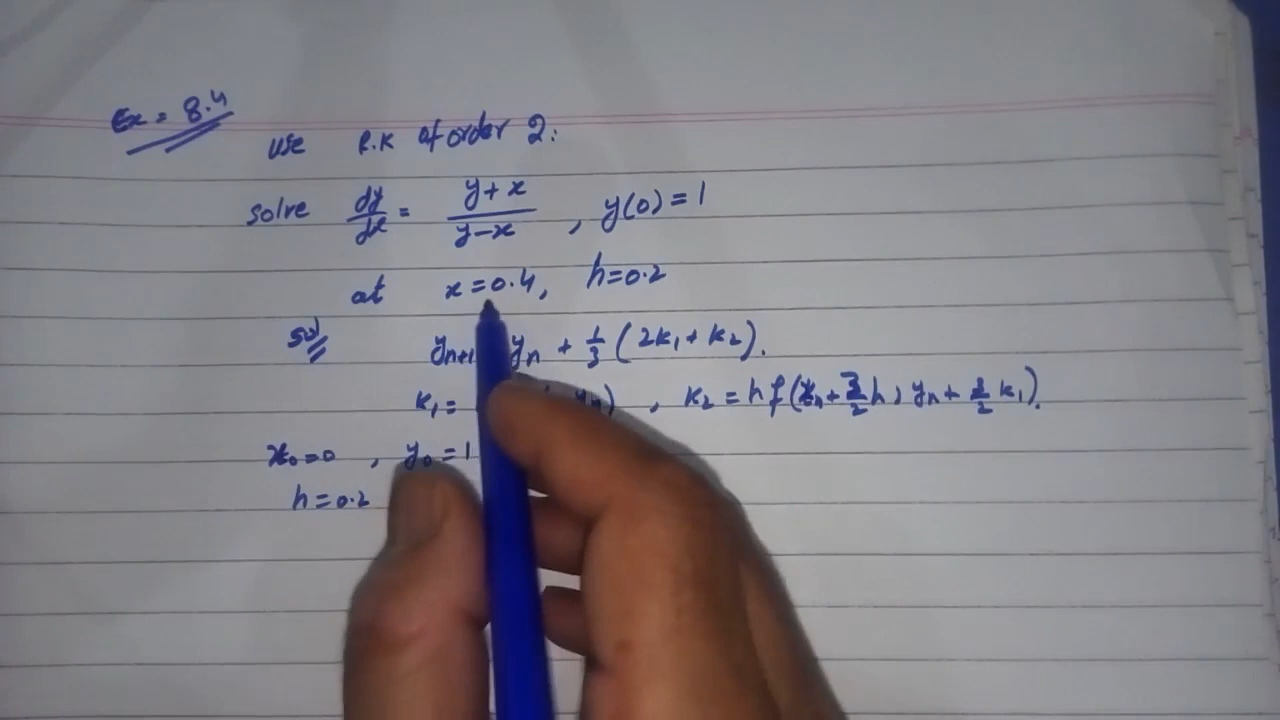 Ex = 8.4
Use R.K of order 2:
Solve dy/dx = y+x / y-x , y(0) = 1
at x = 0.4, h = 0.2
Sol
yn+1 yn + 1/3 (2k1 + k2).
k1 = yn) , k2 = hf(xn + 3/2 h, yn + 3/2 k1).
x0 = 0 , y0 = 1
h = 0.2